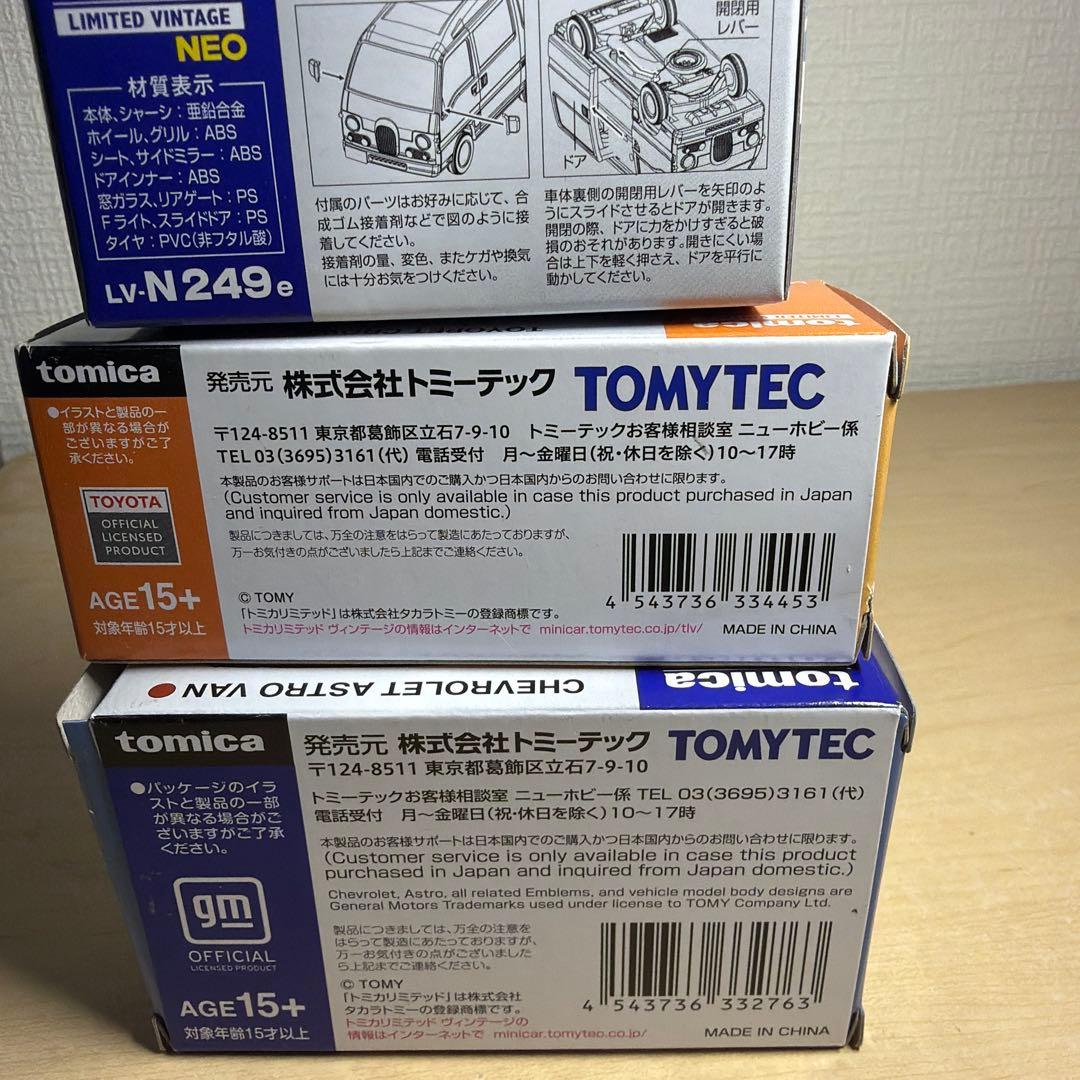 LIMITED VINTAGE
NEO
材質表示
本体、シャーシ：亜鉛合金
ホイール、グリル：ABS
シート、サイドミラー：ABS
ドアインナー：ABS
窓ガラス、リアゲート：PS
Fライト、スライドドア：PS
タイヤ：PVC（非フタル酸）
LV-N249e
付属のパーツはお好みに応じて、合
成ゴム接着剤などで図のように接
着してください。
接着剤の量、変色、またケガや換気
には十分お気をつけください。
開閉用
レバー
ドア
車体裏側の開閉用レバーを矢印のよ
うにスライドさせるとドアが開きます。
開閉の際、ドアに力をかけすぎると破
損のおそれがあります。開きにくい場合
は上下を軽く押さえ、ドアを平行に
動かしてください。
tomica
tomica
●イラストと製品の一
部が異なる場合が
ございますがご了
承ください。
TOYOTA
OFFICIAL
LICENSED
PRODUCT
AGE15+
対象年齢15才以上
発売元 株式会社トミーテック TOMYTEC
〒124-8511 東京都葛飾区立石7-9-10 トミーテックお客様相談室 ニューホビー係
TEL 03(3695)3161(代) 電話受付 月〜金曜日(祝・休日を除く)10〜17時
本製品のお客様サポートは日本国内でのご購入かつ日本国内からのお問い合わせに限ります。
(Customer service is only available in case this product purchased in Japan
and inquired from Japan domestic.)
製品につきましては、万全の注意をはらって製造にあたっておりますが、
万一お気付きの点がございましたら上記までご連絡ください。
© TOMY
「トミカリミテッド」は株式会社タカラトミーの登録商標です。
トミカリミテッド ヴィンテージの情報はインターネットで minicar.tomytec.co.jp/tlv/
4 543736 334453
MADE IN CHINA
CHEVROLET ASTRO VAN
tomica
tomica
●パッケージのイラ
ストと製品の一部
が異なる場合がご
ざいますがご了承
ください。
gm
OFFICIAL
LICENSED PRODUCT
AGE15+
対象年齢15才以上
発売元 株式会社トミーテック TOMYTEC
〒124-8511 東京都葛飾区立石7-9-10
トミーテックお客様相談室 ニューホビー係 TEL 03(3695)3161(代)
電話受付 月〜金曜日(祝・休日を除く)10〜17時
本製品のお客様サポートは日本国内でのご購入かつ日本国内からのお問い合わせに限ります。
(Customer service is only available in case this product
purchased in Japan and inquired from Japan domestic.)
Chevrolet, Astro, all related Emblems, and vehicle model body designs are
General Motors Trademarks used under license to TOMY Company Ltd.
製品につきましては、万全の注意を
はらって製造にあたっておりますが、
万一お気付きの点がございました
ら上記までご連絡ください。
© TOMY
「トミカリミテッド」は株式会社
タカラトミーの登録商標です。
トミカリミテッド ヴィンテージの
情報はインターネットで minicar.tomytec.co.jp/
4 543736 332763
MADE IN CHINA